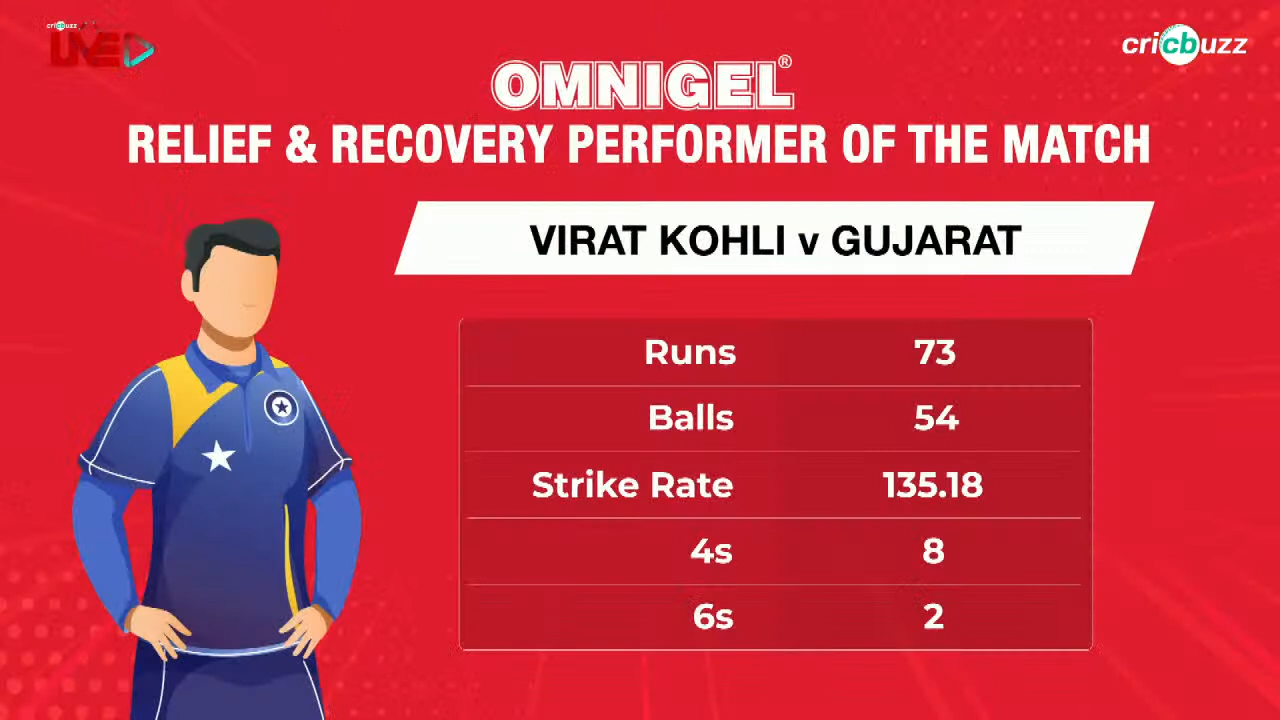 cricbuzz
LIVE
cricbuzz
OMNIGEL®
RELIEF & RECOVERY PERFORMER OF THE MATCH
VIRAT KOHLI v GUJARAT
Runs 73
Balls 54
Strike Rate 135.18
4s 8
6s 2